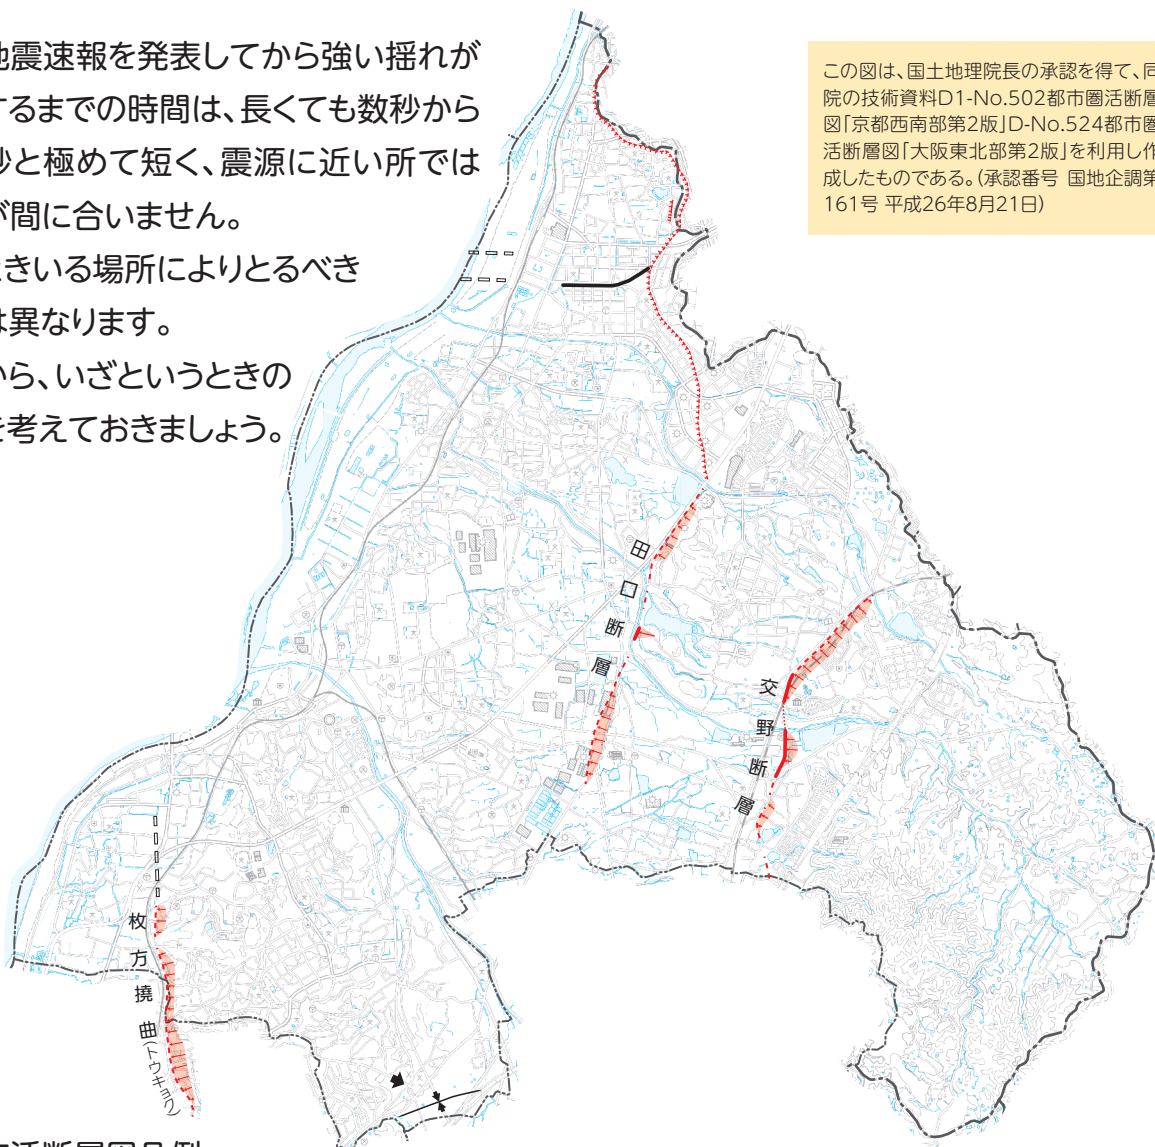 地震速報を発表してから強い揺れが
するまでの時間は、長くても数秒から
秒と極めて短く、震源に近い所では
が間に合いません。
ときいる場所によりとるべき
は異なります。
から、いざというときの
を考えておきましょう。
この図は、国土地理院長の承認を得て、同
院の技術資料D1-No.502都市圏活断層
図「京都西南部第2版」D-No.524都市圏
活断層図「大阪東北部第2版」を利用し作
成したものである。(承認番号 国地企調第
161号 平成26年8月21日)
田口断層
交野断層
枚方撓曲(トウキョク)
活断層図凡例